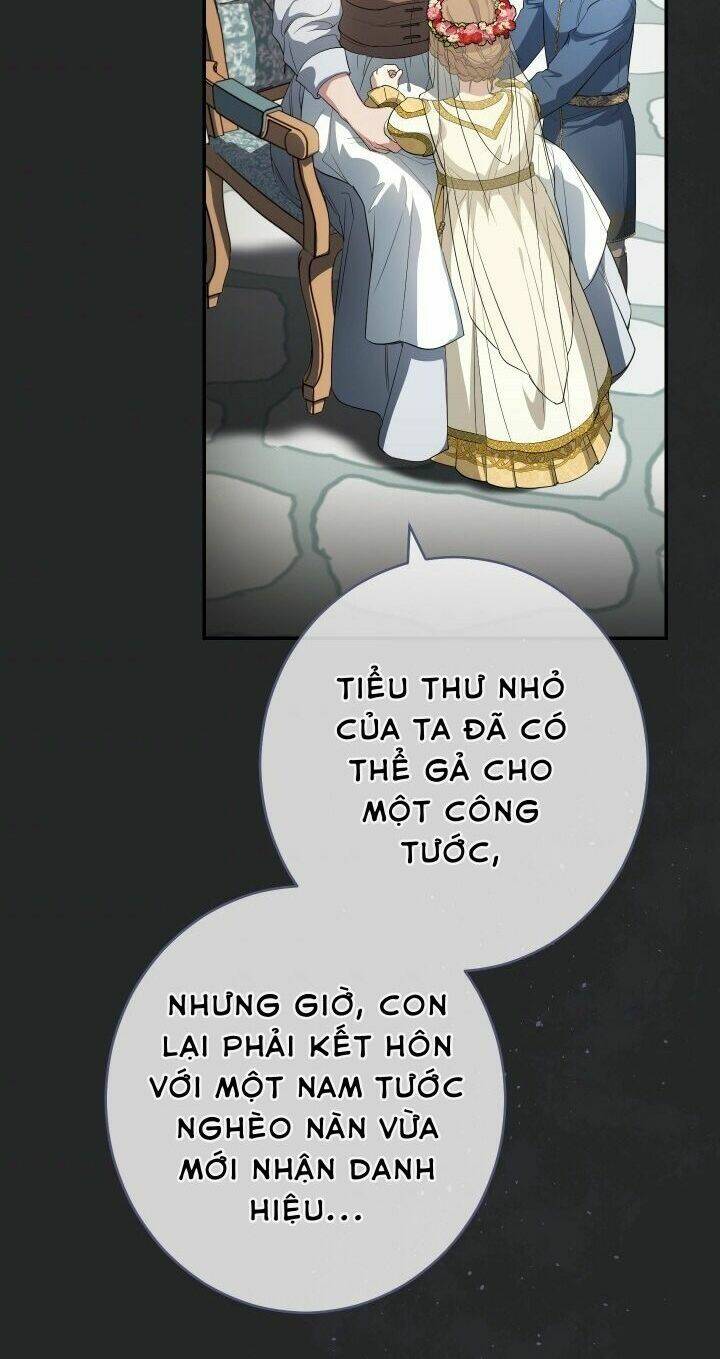 TIỂU THƯ NHỎ
CỦA TA ĐÃ CÓ
THỂ GẢ CHO
MỘT CÔNG
TƯỚC,
NHƯNG GIỜ, CON
LẠI PHẢI KẾT HÔN
VỚI MỘT NAM TƯỚC
NGHÈO NÀN VỪA
MỚI NHẬN DANH
HIỆU...